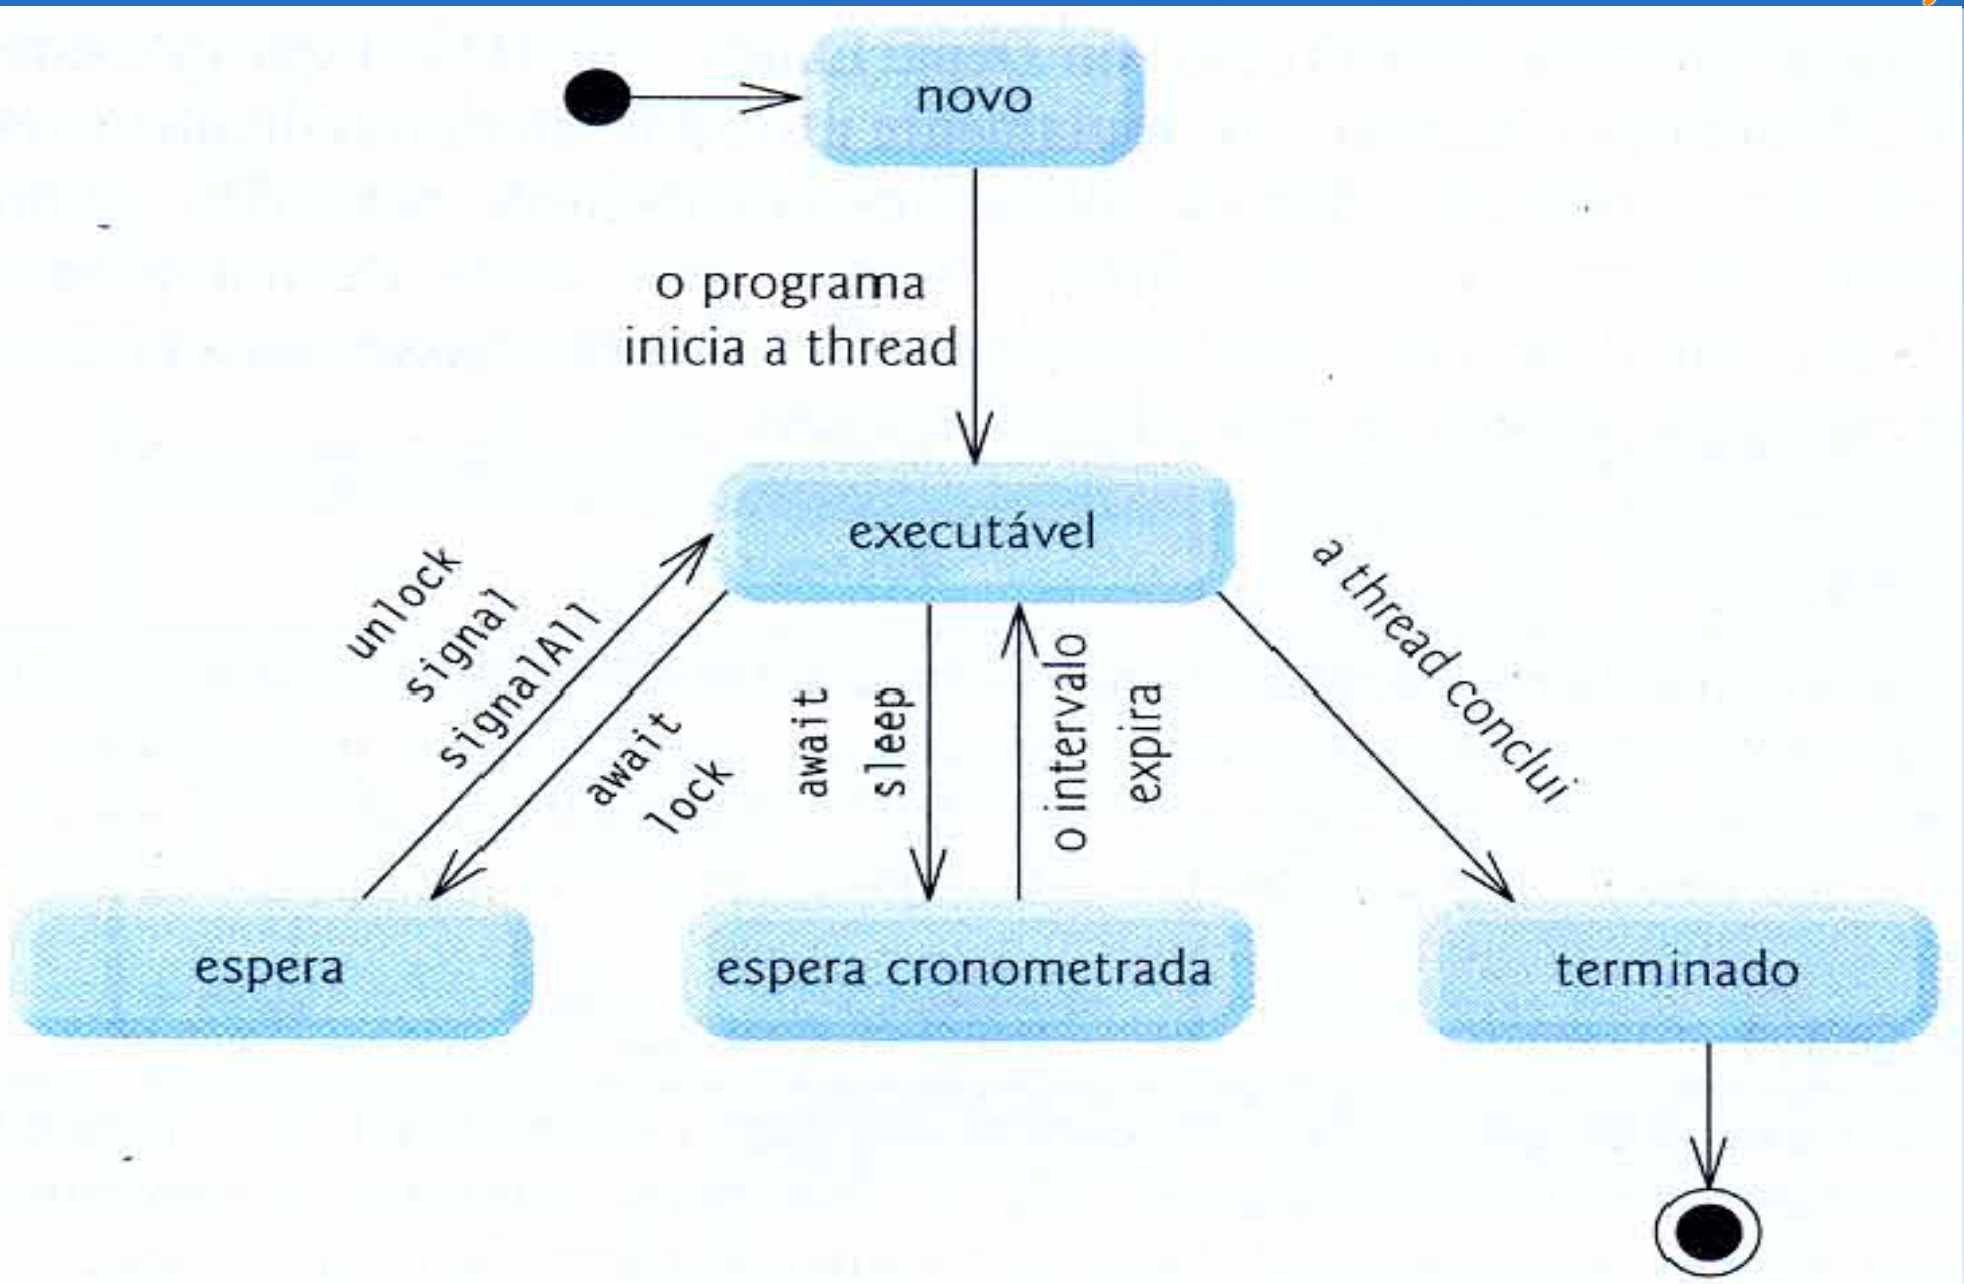 novo
o programa
inicia a thread
executável
unlock
signal
signalAll
await
lock
await
sleep
o intervalo
expira
a thread conclui
espera
espera cronometrada
terminado